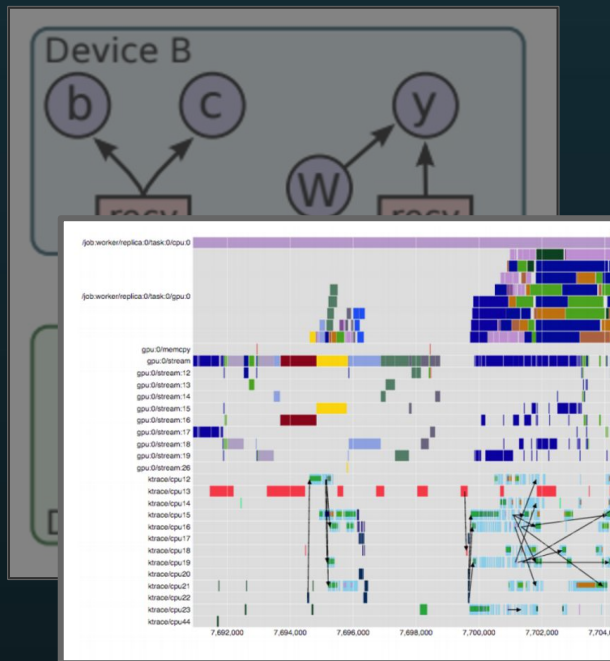 Device B
b
c
y
W
recv
recv
/job:worker/replica:0/task:0/cpu:0
/job:worker/replica:0/task:0/gpu:0
gpu:0/memcpy
gpu:0/stream
gpu:0/stream:12
gpu:0/stream:13
gpu:0/stream:14
gpu:0/stream:15
gpu:0/stream:16
gpu:0/stream:17
gpu:0/stream:18
gpu:0/stream:19
gpu:0/stream:26
ktrace/cpu12
ktrace/cpu13
ktrace/cpu14
ktrace/cpu15
ktrace/cpu16
ktrace/cpu17
ktrace/cpu18
ktrace/cpu19
ktrace/cpu20
ktrace/cpu21
ktrace/cpu22
ktrace/cpu23
ktrace/cpu44
7,692,000 7,694,000 7,696,000 7,698,000 7,700,000 7,702,000